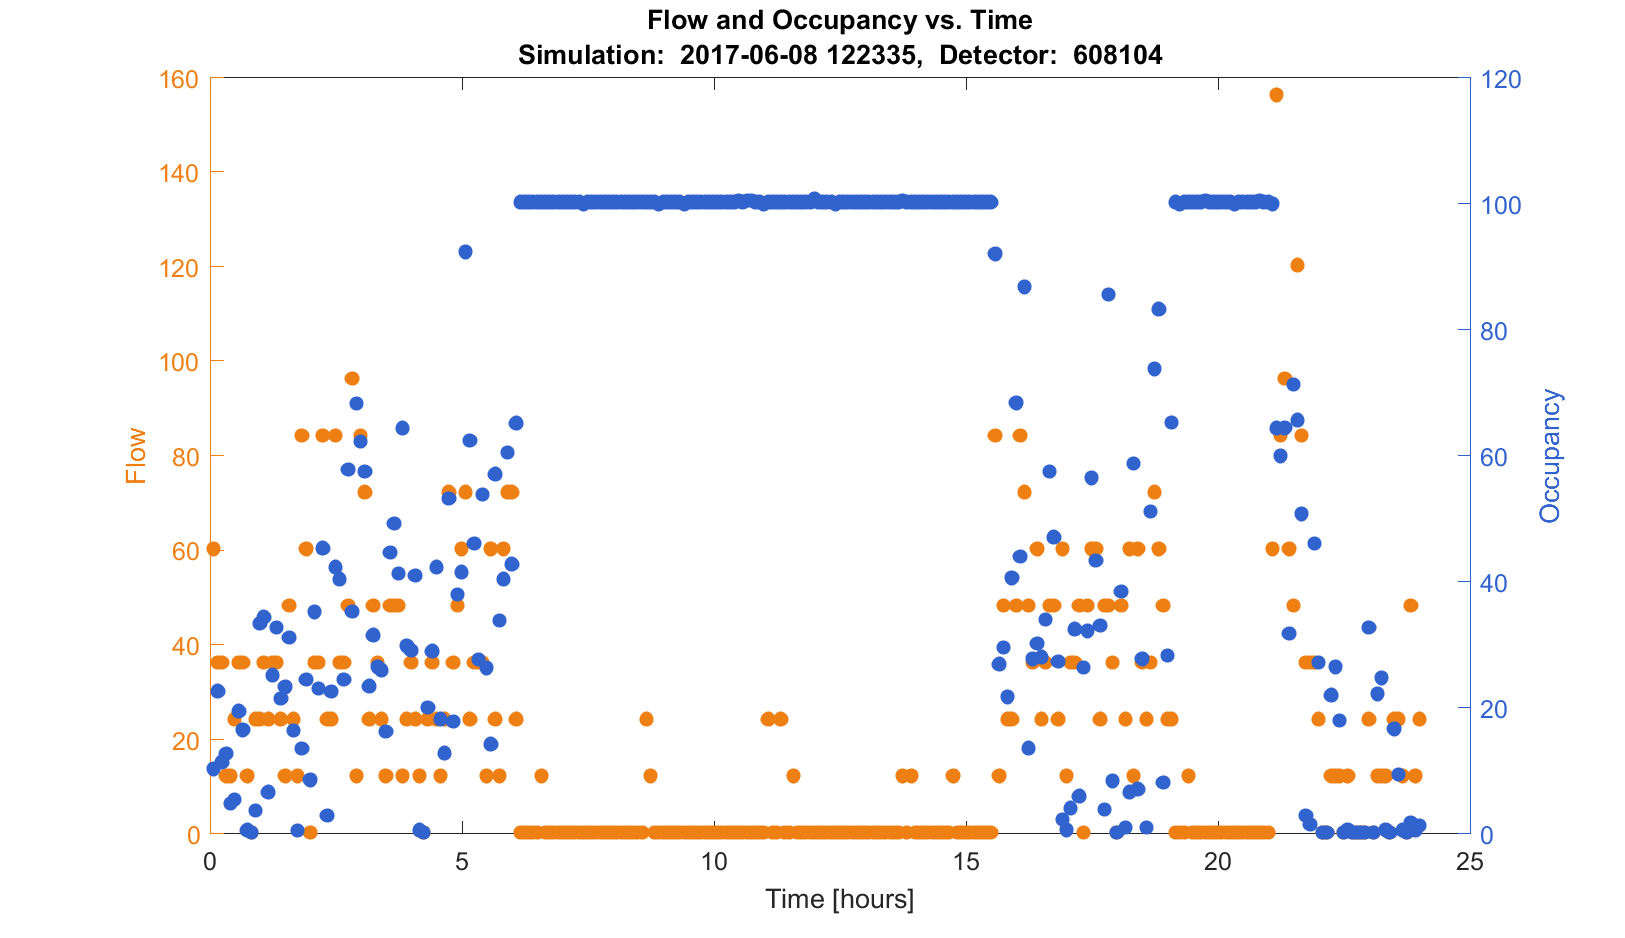 Flow and Occupancy vs. Time
Simulation:  2017-06-08 122335,  Detector:  608104
160
140
120
100
80
60
40
20
0
Flow
120
100
80
60
40
20
0
Occupancy
0 5 10 15 20 25
Time [hours]